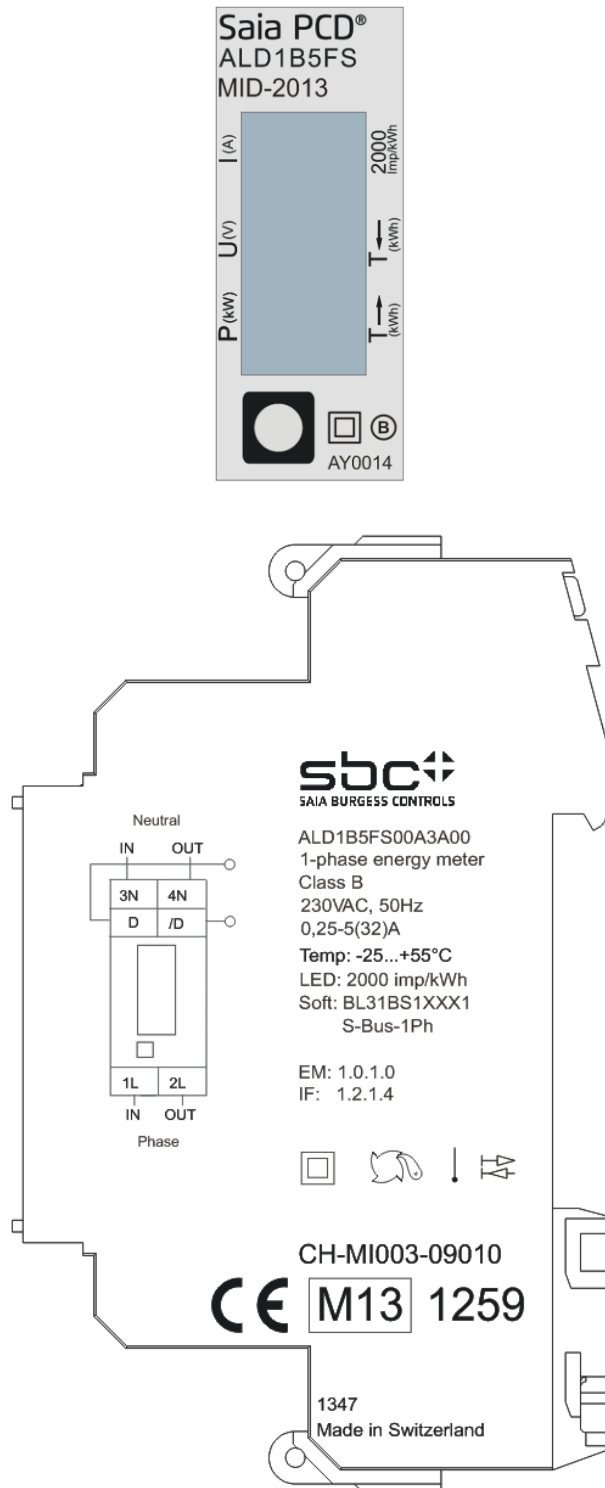 Saia PCD®
ALD1B5FS
MID-2013
I (A)
U (V)
P (kW)
2000
Imp/kWh
T
(kWh)
T
(kWh)
B
AY0014
sbc
SAIA BURGESS CONTROLS
Neutral
IN OUT
3N 4N
D /D
1L 2L
IN OUT
Phase
ALD1B5FS00A3A00
1-phase energy meter
Class B
230VAC, 50Hz
0,25-5(32)A
Temp: -25...+55°C
LED: 2000 imp/kWh
Soft: BL31BS1XXX1
S-Bus-1Ph
EM: 1.0.1.0
IF: 1.2.1.4
CH-MI003-09010
CE M13 1259
1347
Made in Switzerland